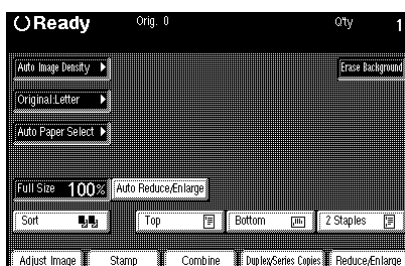 Ready Orig. 0 Q'ty 1
Auto Image Density Erase Background
Original:Letter
Auto Paper Select
Full Size 100% Auto Reduce/Enlarge
Sort Top Bottom 2 Staples
Adjust Image Stamp Combine Duplex/Series Copies Reduce/Enlarge